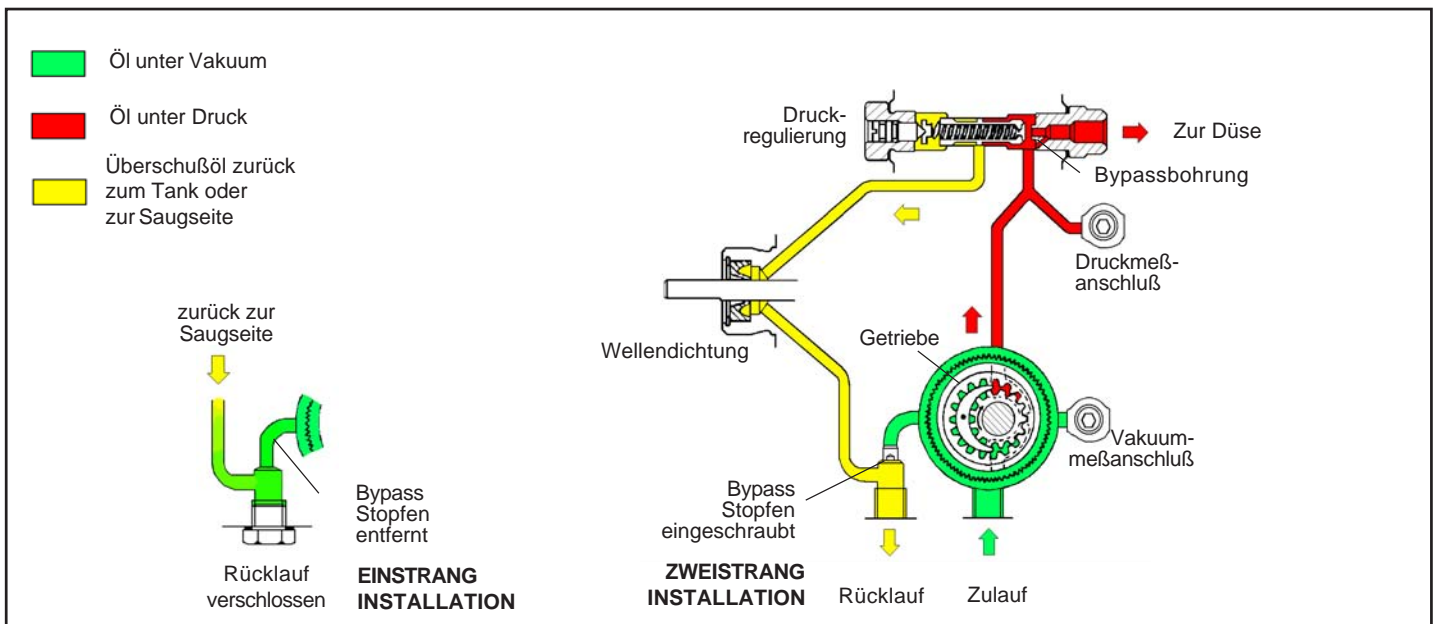 Öl unter Vakuum
Öl unter Druck
Überschußöl zurück
zum Tank oder
zur Saugseite
Druck-
regulierung
Zur Düse
Bypassbohrung
Druckmeß-
anschluß
zurück zur
Saugseite
Wellendichtung
Getriebe
Vakuum-
meßanschluß
Bypass
Stopfen
entfernt
Bypass
Stopfen
eingeschraubt
Rücklauf
verschlossen
EINSTRANG
INSTALLATION
ZWEISTRANG
INSTALLATION
Rücklauf
Zulauf